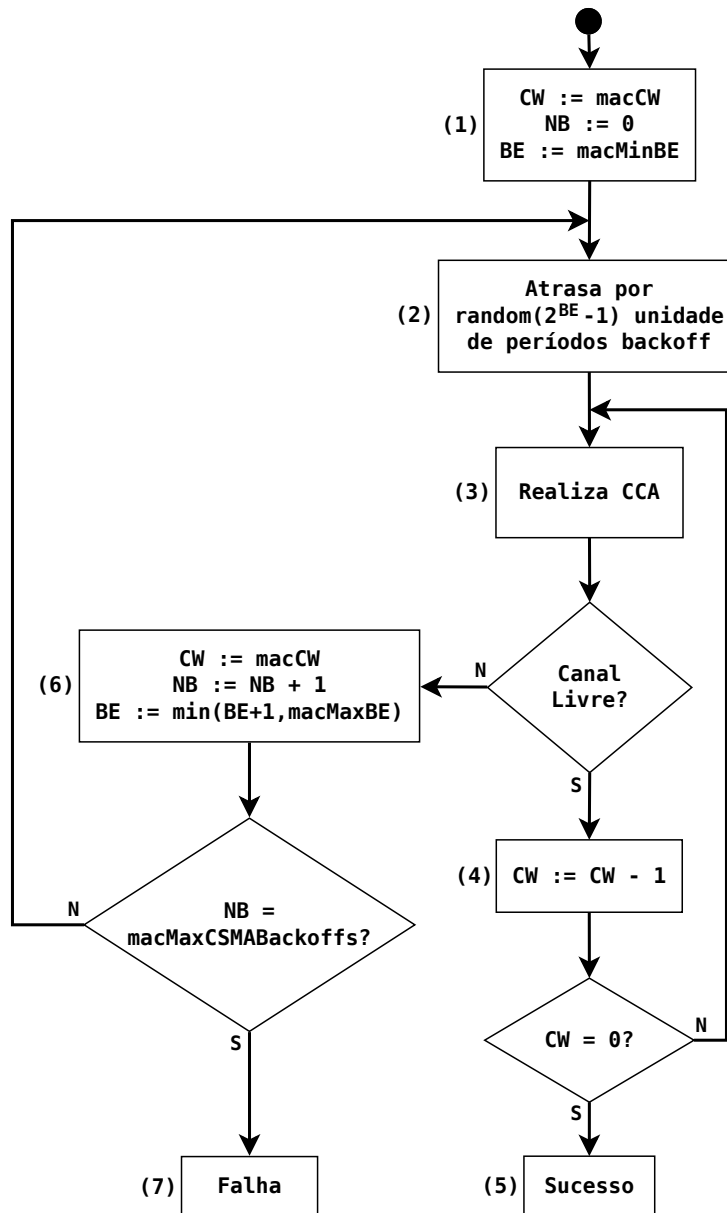 (1)
CW := macCW
NB := 0
BE := macMinBE
(2)
Atrasa por
random(2^BE -1) unidade
de períodos backoff
(3)
Realiza CCA
Canal
Livre?
N
S
(6)
CW := macCW
NB := NB + 1
BE := min(BE+1,macMaxBE)
(4)
CW := CW - 1
NB =
macMaxCSMABackoffs?
N
S
CW = 0?
N
S
(7)
Falha
(5)
Sucesso